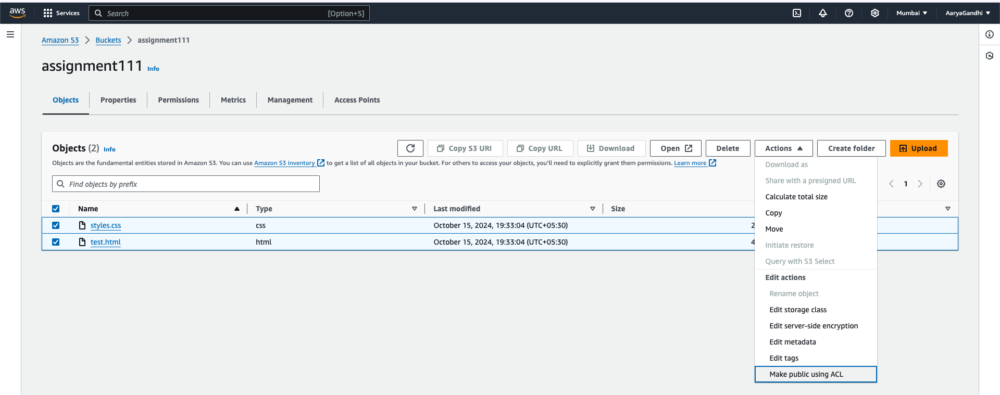 aws Services Search [Option+S] Mumbai AaryaGandhi
Amazon S3 Buckets assignment111
assignment111 Info
Objects Properties Permissions Metrics Management Access Points
Objects (2) Info Copy S3 URI Copy URL Download Open Delete Actions Create folder Upload
Objects are the fundamental entities stored in Amazon S3. You can use Amazon S3 inventory to get a list of all objects in your bucket. For others to access your objects, you'll need to explicitly grant them permissions. Learn more
Find objects by prefix 1
Name Type Last modified Size
styles.css css October 15, 2024, 19:33:04 (UTC+05:30) 2
test.html html October 15, 2024, 19:33:04 (UTC+05:30) 4
Download as
Share with a presigned URL
Calculate total size
Copy
Move
Initiate restore
Query with S3 Select
Edit actions
Rename object
Edit storage class
Edit server-side encryption
Edit metadata
Edit tags
Make public using ACL